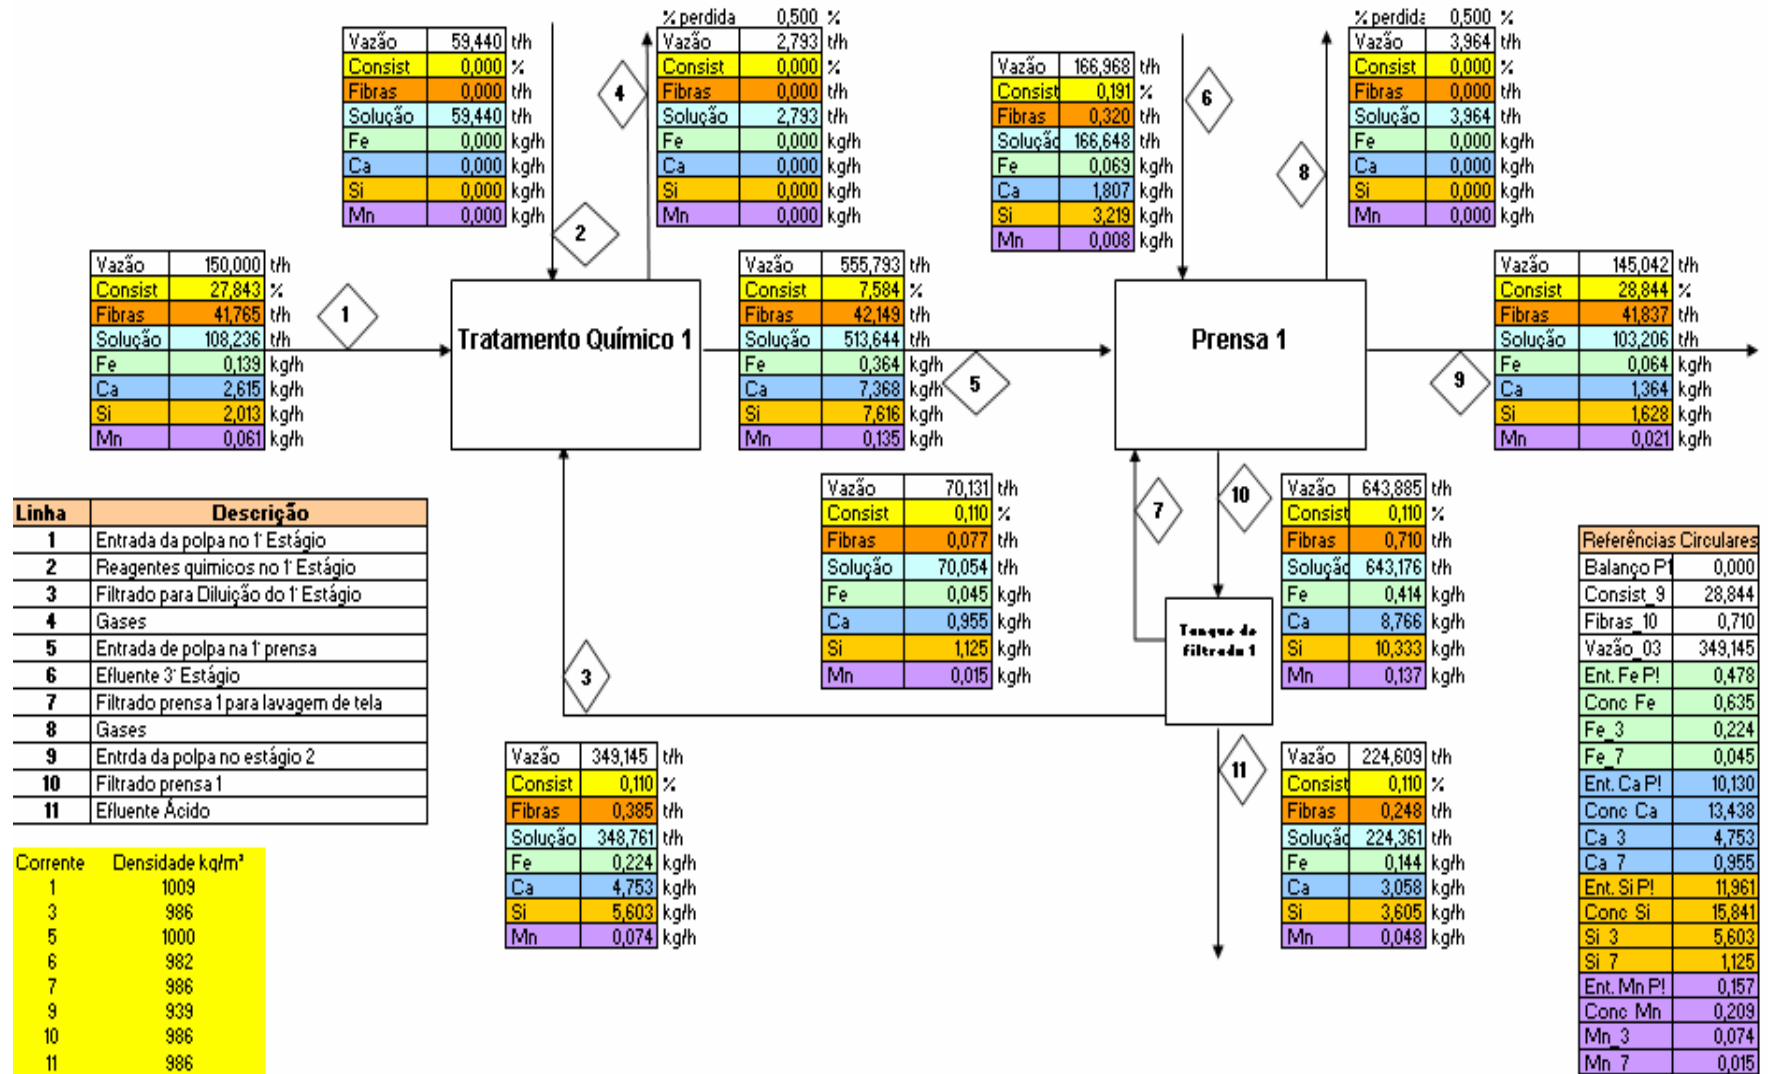 Vazão 59,440 t/h
Consist 0,000 %
Fibras 0,000 t/h
Solução 59,440 t/h
Fe 0,000 kg/h
Ca 0,000 kg/h
Si 0,000 kg/h
Mn 0,000 kg/h
2
4
% perdida 0,500 %
Vazão 2,793 t/h
Consist 0,000 %
Fibras 0,000 t/h
Solução 2,793 t/h
Fe 0,000 kg/h
Ca 0,000 kg/h
Si 0,000 kg/h
Mn 0,000 kg/h
Vazão 166,968 t/h
Consist 0,191 %
Fibras 0,320 t/h
Soluçãc 166,648 t/h
Fe 0,069 kg/h
Ca 1,807 kg/h
Si 3,219 kg/h
Mn 0,008 kg/h
6
8
% perdida 0,500 %
Vazão 3,964 t/h
Consist 0,000 %
Fibras 0,000 t/h
Solução 3,964 t/h
Fe 0,000 kg/h
Ca 0,000 kg/h
Si 0,000 kg/h
Mn 0,000 kg/h
Vazão 150,000 t/h
Consist 27,843 %
Fibras 41,765 t/h
Solução 108,236 t/h
Fe 0,139 kg/h
Ca 2,615 kg/h
Si 2,013 kg/h
Mn 0,061 kg/h
1
Tratamento Químico 1
Vazão 555,793 t/h
Consist 7,584 %
Fibras 42,149 t/h
Solução 513,644 t/h
Fe 0,364 kg/h
Ca 7,368 kg/h
Si 7,616 kg/h
Mn 0,135 kg/h
5
Prensa 1
9
Vazão 145,042 t/h
Consist 28,844 %
Fibras 41,837 t/h
Solução 103,206 t/h
Fe 0,064 kg/h
Ca 1,364 kg/h
Si 1,628 kg/h
Mn 0,021 kg/h
Vazão 70,131 t/h
Consist 0,110 %
Fibras 0,077 t/h
Solução 70,054 t/h
Fe 0,045 kg/h
Ca 0,955 kg/h
Si 1,125 kg/h
Mn 0,015 kg/h
7
10
Vazão 643,885 t/h
Consist 0,110 %
Fibras 0,710 t/h
Soluçãc 643,176 t/h
Fe 0,414 kg/h
Ca 8,766 kg/h
Si 10,333 kg/h
Mn 0,137 kg/h
Tanque de
filtrado 1
3
11
Linha Descrição
1 Entrada da polpa no 1' Estágio
2 Reagentes quimicos no 1' Estágio
3 Filtrado para Diluição do 1' Estágio
4 Gases
5 Entrada de polpa na 1' prensa
6 Efluente 3' Estágio
7 Filtrado prensa 1 para lavagem de tela
8 Gases
9 Entrda da polpa no estágio 2
10 Filtrado prensa 1
11 Efluente Ácido
Vazão 349,145 t/h
Consist 0,110 %
Fibras 0,385 t/h
Solução 348,761 t/h
Fe 0,224 kg/h
Ca 4,753 kg/h
Si 5,603 kg/h
Mn 0,074 kg/h
Vazão 224,609 t/h
Consist 0,110 %
Fibras 0,248 t/h
Soluçãc 224,361 t/h
Fe 0,144 kg/h
Ca 3,058 kg/h
Si 3,605 kg/h
Mn 0,048 kg/h
Corrente Densidade kg/m³
1 1009
3 986
5 1000
6 982
7 986
9 939
10 986
11 986
Referências Circulares
Balanço P1 0,000
Consist_9 28,844
Fibras_10 0,710
Vazão_03 349,145
Ent. Fe P! 0,478
Conc Fe 0,635
Fe_3 0,224
Fe_7 0,045
Ent. Ca P! 10,130
Conc Ca 13,438
Ca 3 4,753
Ca 7 0,955
Ent. Si P! 11,961
Conc Si 15,841
Si 3 5,603
Si 7 1,125
Ent. Mn P! 0,157
Conc Mn 0,209
Mn_3 0,074
Mn 7 0,015